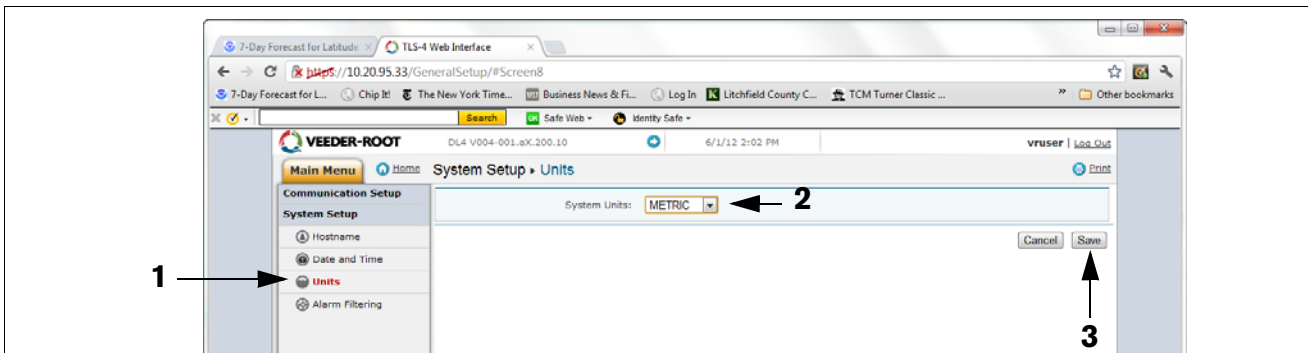 7-Day Forecast for Latitude
TLS-4 Web Interface
https://10.20.95.33/GeneralSetup/#Screen8
7-Day Forecast for L...
Chip It!
The New York Time...
Business News & Fi...
Log In
Litchfield County C...
TCM Turner Classic ...
»
Other bookmarks
Search
Safe Web
Identity Safe
VEEDER-ROOT
DL4 V004-001.aX.200.10
6/1/12 2:02 PM
vruser | Log Out
Main Menu
Home
System Setup ▸ Units
Print
Communication Setup
System Setup
System Units: METRIC
2
Hostname
Cancel
Save
Date and Time
1
Units
Alarm Filtering
3